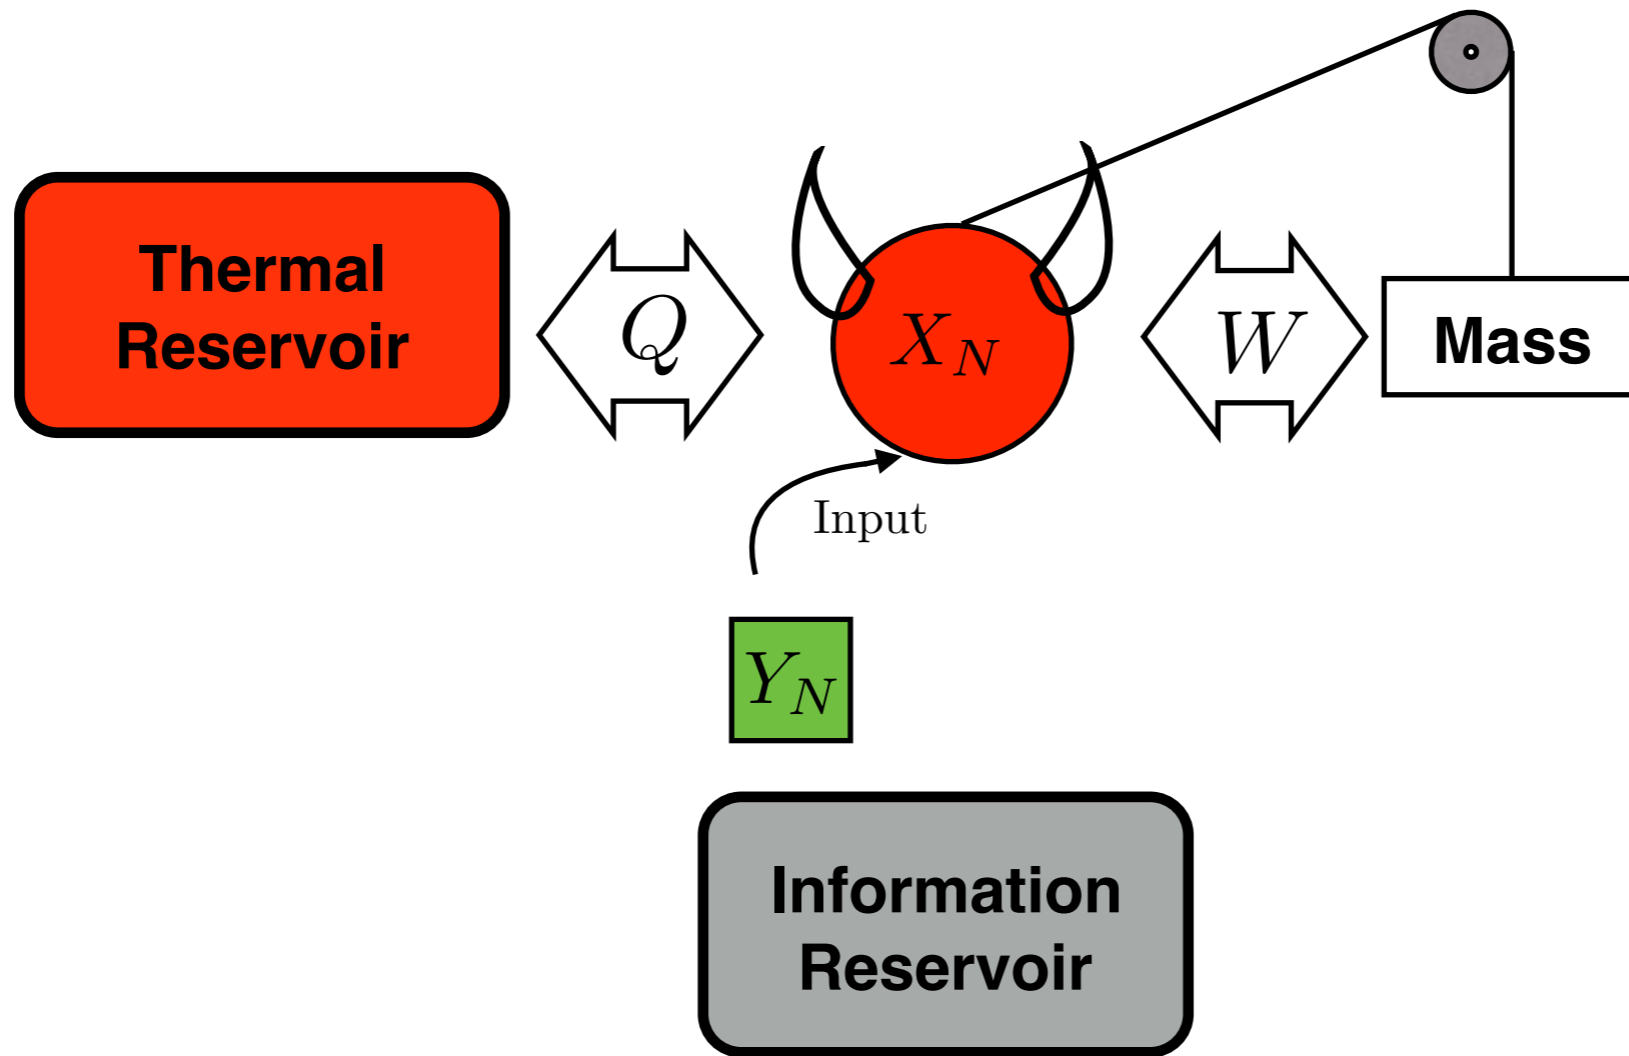 Thermal
Reservoir
Q
X_N
W
Mass
Input
Y_N
Information
Reservoir